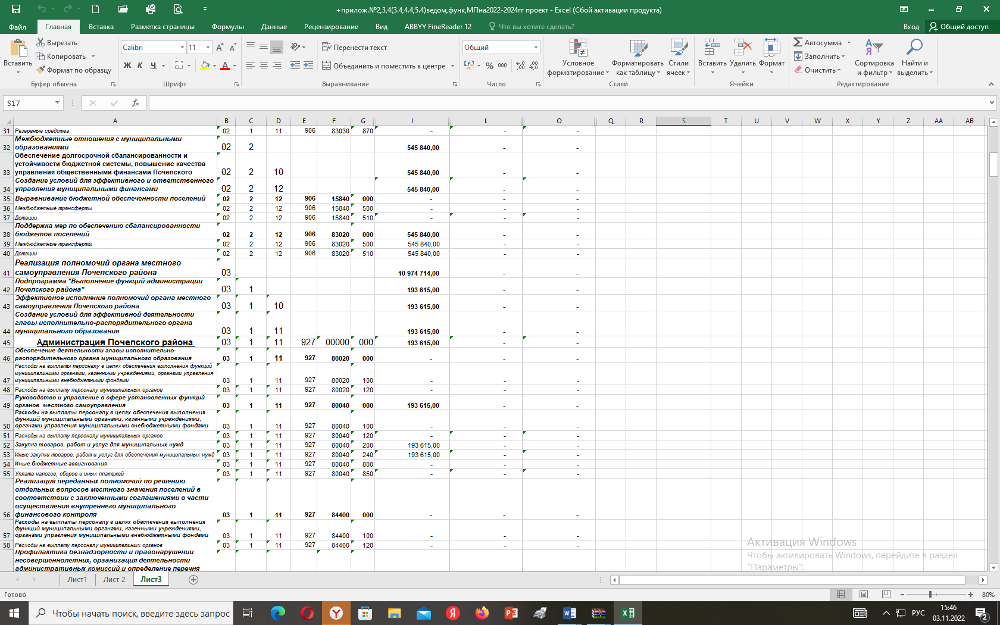 +прилож.№2,3,4(3.4,4.4,5.4)ведом,функ,МПна2022-2024гг проект - Excel (Сбой активации продукта)
Файл Главная Вставка Разметка страницы Формулы Данные Рецензирование Вид ABBYY FineReader 12 Что вы хотите сделать? Вход Общий доступ
Вставить
Вырезать
Копировать
Формат по образцу
Буфер обмена
Calibri 11
Ж К Ч
Шрифт
Перенести текст
Объединить и поместить в центре
Выравнивание
Общий
% 000
Число
Условное форматирование
Форматировать как таблицу
Стили ячеек
Стили
Вставить Удалить Формат
Ячейки
Автосумма
Заполнить
Очистить
Сортировка и фильтр
Найти и выделить
Редактирование
S17 fx
A B C D E F G I L O Q R S T U V W X Y Z AA AB
31 Резервные средства 02 1 11 906 83030 870 - - -
32 Межбюджетные отношения с муниципальными
образованиями 02 2 545 840,00 - -
33 Обеспечение долгосрочной сбалансированности и
устойчивости бюджетной системы, повышение качества
управления общественными финансами Почепского 02 2 10 545 840,00 - -
34 Создание условий для эффективного и ответственного
управления муниципальными финансами 02 2 12 545 840,00 - -
35 Выравнивание бюджетной обеспеченности поселений 02 2 12 906 15840 000 - - -
36 Межбюджетные трансферты 02 2 12 906 15840 500 - - -
37 Дотации 02 2 12 906 15840 510 - - -
38 Поддержка мер по обеспечению сбалансированности
бюджетов поселений 02 2 12 906 83020 000 545 840,00 - -
39 Межбюджетные трансферты 02 2 12 906 83020 500 545 840,00 - -
40 Дотации 02 2 12 906 83020 510 545 840,00 - -
41 Реализация полномочий органа местного
самоуправления Почепского района 03 10 974 714,00 - -
42 Подпрограмма "Выполнение функций администрации
Почепского района" 03 1 193 615,00 - -
43 Эффективное исполнение полномочий органа местного
самоуправления Почепского района 03 1 10 193 615,00 - -
44 Создание условий для эффективной деятельности
главы исполнительно-распорядительного органа
муниципального образования 03 1 11 193 615,00 - -
45 Администрация Почепского района 03 1 11 927 00000 000 193 615,00 - -
46 Обеспечение деятельности главы исполнительно-
распорядительного органа муниципального образования 03 1 11 927 80020 000 - - -
47 Расходы на выплаты персоналу в целях обеспечения выполнения функций
муниципальными органами, казенными учреждениями, органами управления
муниципальными внебюджетными фондами 03 1 11 927 80020 100 - - -
48 Расходы на выплату персоналу муниципальных органов 03 1 11 927 80020 120 - - -
49 Руководство и управление в сфере установленных функций
органов местного самоуправления 03 1 11 927 80040 000 193 615,00 - -
50 Расходы на выплаты персоналу в целях обеспечения выполнения
функций муниципальными органами, казенными учреждениями,
органами управления муниципальными внебюджетными фондами 03 1 11 927 80040 100 - - -
51 Расходы на выплату персоналу муниципальных органов 03 1 11 927 80040 120 - - -
52 Закупка товаров, работ и услуг для муниципальных нужд 03 1 11 927 80040 200 193 615,00 - -
53 Иные закупки товаров, работ и услуг для обеспечения муниципальных нужд 03 1 11 927 80040 240 193 615,00 - -
54 Иные бюджетные ассигнования 03 1 11 927 80040 800 - - -
55 Уплата налогов, сборов и иных платежей 03 1 11 927 80040 850 - - -
56 Реализация переданных полномочий по решению
отдельных вопросов местного значения поселений в
соответствии с заключенными соглашениями в части
осуществления внутреннего муниципального
финансового контроля 03 1 11 927 84400 000 - - -
57 Расходы на выплаты персоналу в целях обеспечения выполнения
функций муниципальными органами, казенными учреждениями,
органами управления муниципальными внебюджетными фондами 03 1 11 927 84400 100 - - -
58 Расходы на выплату персоналу муниципальных органов 03 1 11 927 84400 120 - - -
Профилактика безнадзорности и правонарушений
несовершеннолетних, организация деятельности
административных комиссий и определение перечня
Активация Windows
Чтобы активировать Windows, перейдите в раздел
"Параметры".
Лист1 Лист 2 Лист3
Готово 80%
Чтобы начать поиск, введите здесь запрос
РУС
15:46
03.11.2022
2